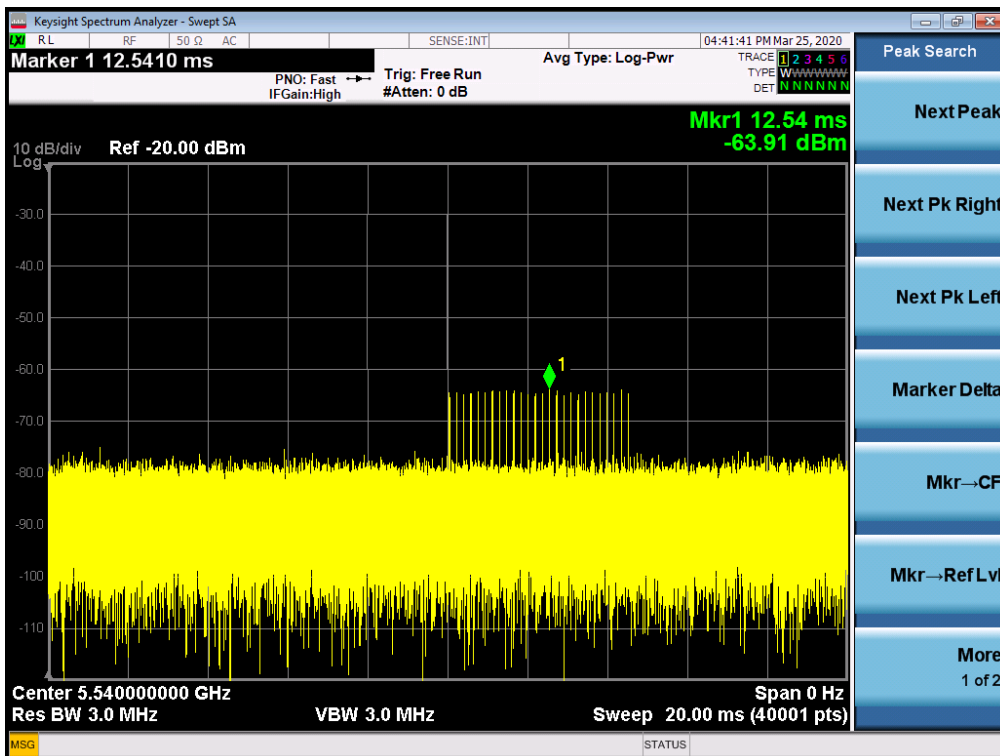 Keysight Spectrum Analyzer - Swept SA
LXI RL RF 50 Ω AC SENSE:INT 04:41:41 PM Mar 25, 2020
Marker 1 12.5410 ms
PNO: Fast
IFGain:High
Trig: Free Run
#Atten: 0 dB
Avg Type: Log-Pwr
TRACE 1 2 3 4 5 6
TYPE WWWWWW
DET N N N N N N
Mkr1 12.54 ms
-63.91 dBm
10 dB/div Ref -20.00 dBm
Log
-30.0
-40.0
-50.0
-60.0
-70.0
-80.0
-90.0
-100
-110
1
Center 5.540000000 GHz Span 0 Hz
Res BW 3.0 MHz VBW 3.0 MHz Sweep 20.00 ms (40001 pts)
MSG STATUS
Peak Search
Next Peak
Next Pk Right
Next Pk Left
Marker Delta
Mkr→CF
Mkr→Ref Lvl
More
1 of 2